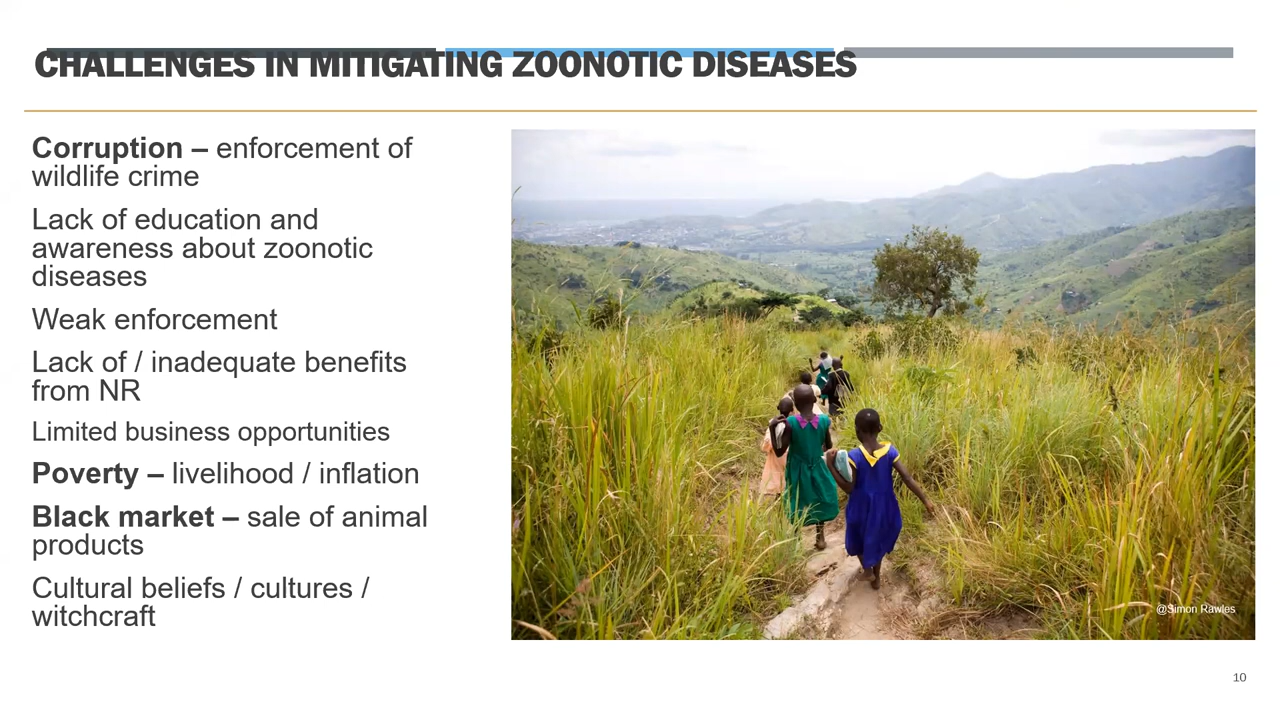 CHALLENGES IN MITIGATING ZOONOTIC DISEASES
Corruption – enforcement of
wildlife crime
Lack of education and
awareness about zoonotic
diseases
Weak enforcement
Lack of / inadequate benefits
from NR
Limited business opportunities
Poverty – livelihood / inflation
Black market – sale of animal
products
Cultural beliefs / cultures /
witchcraft
@Simon Rawles
10